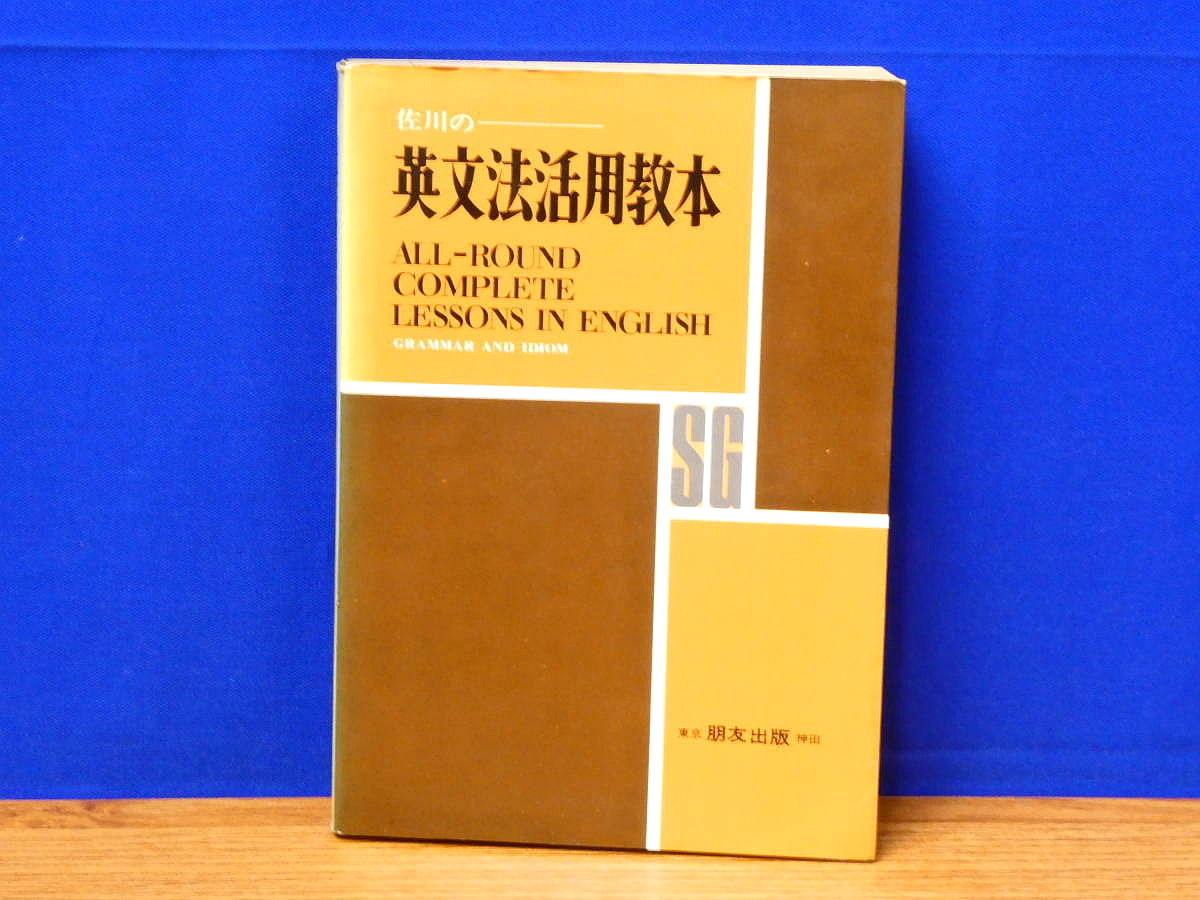 佐川の
英文法活用教本
ALL-ROUND
COMPLETE
LESSONS IN ENGLISH
GRAMMAR AND IDIOM
SG
東京 朋友出版 神田